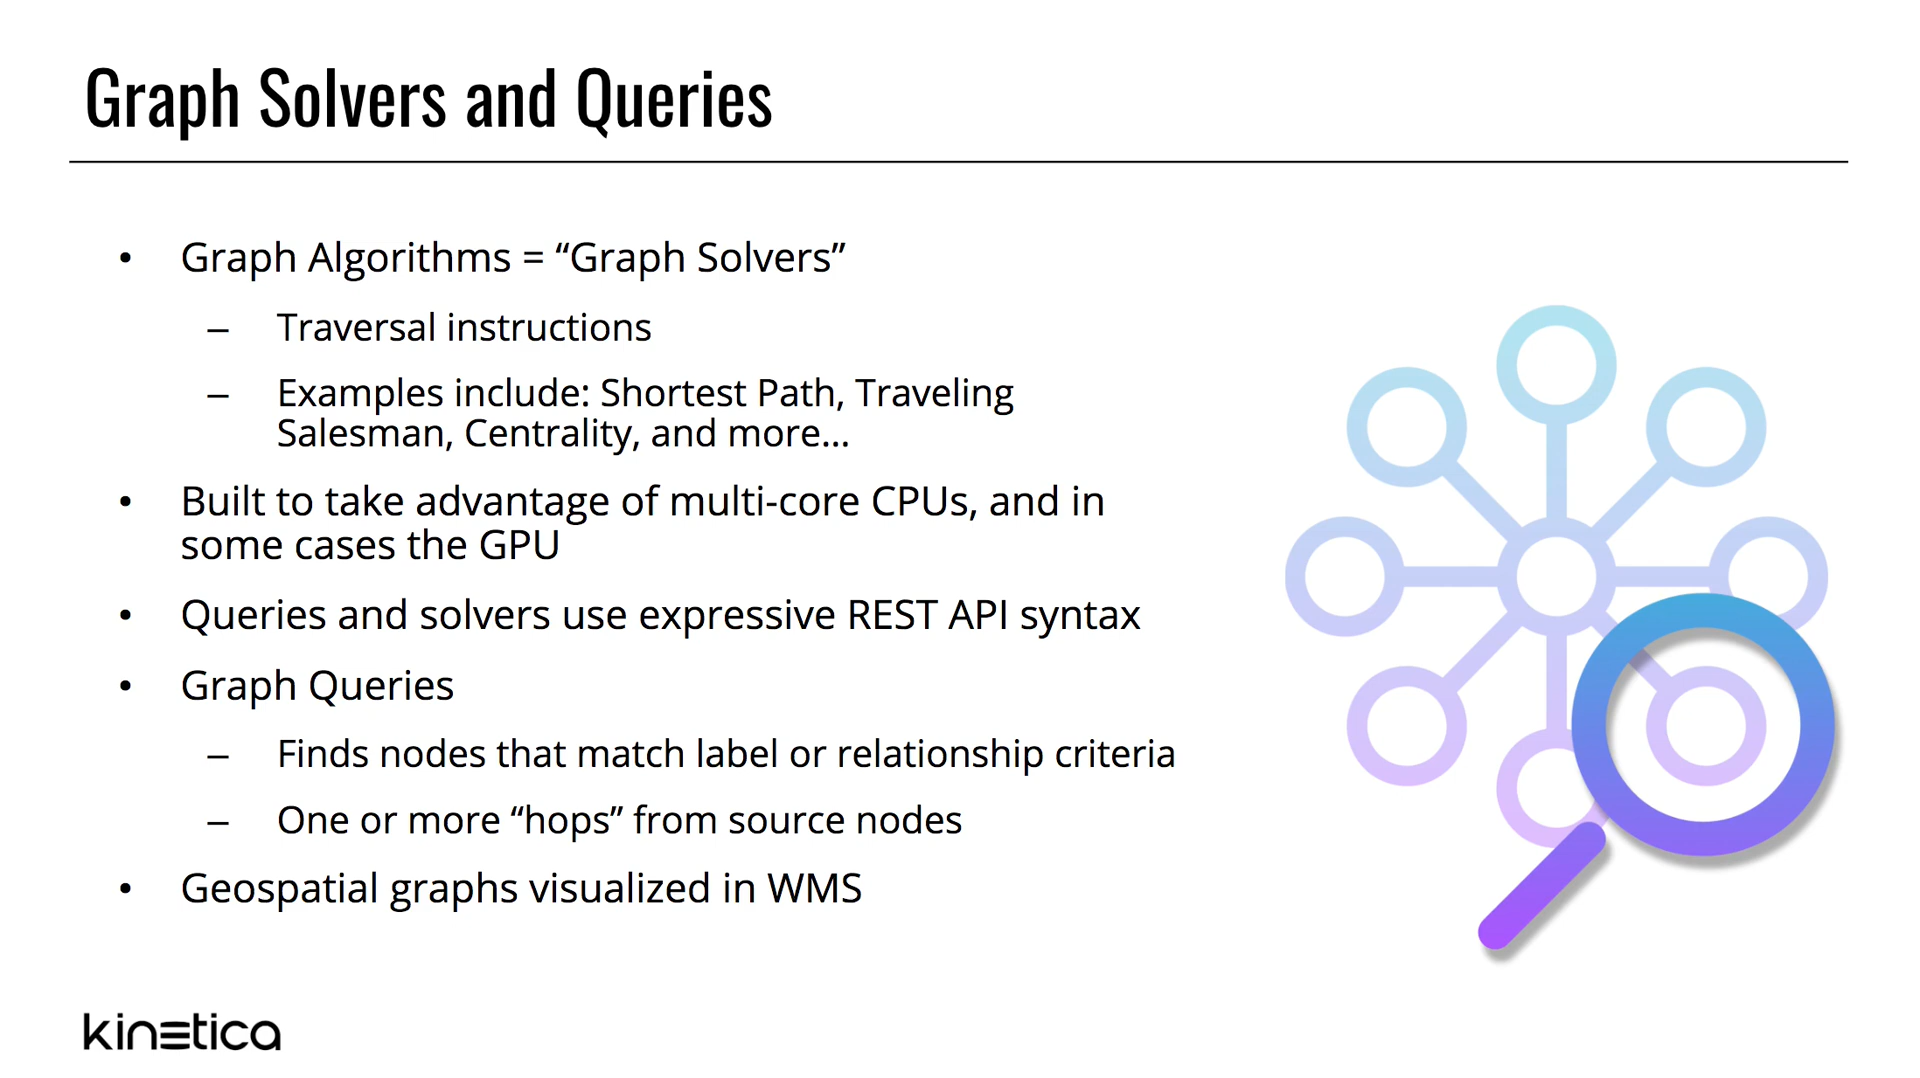 Graph Solvers and Queries
• Graph Algorithms = “Graph Solvers”
– Traversal instructions
– Examples include: Shortest Path, Traveling
Salesman, Centrality, and more...
• Built to take advantage of multi-core CPUs, and in
some cases the GPU
• Queries and solvers use expressive REST API syntax
• Graph Queries
– Finds nodes that match label or relationship criteria
– One or more “hops” from source nodes
• Geospatial graphs visualized in WMS
kinetica